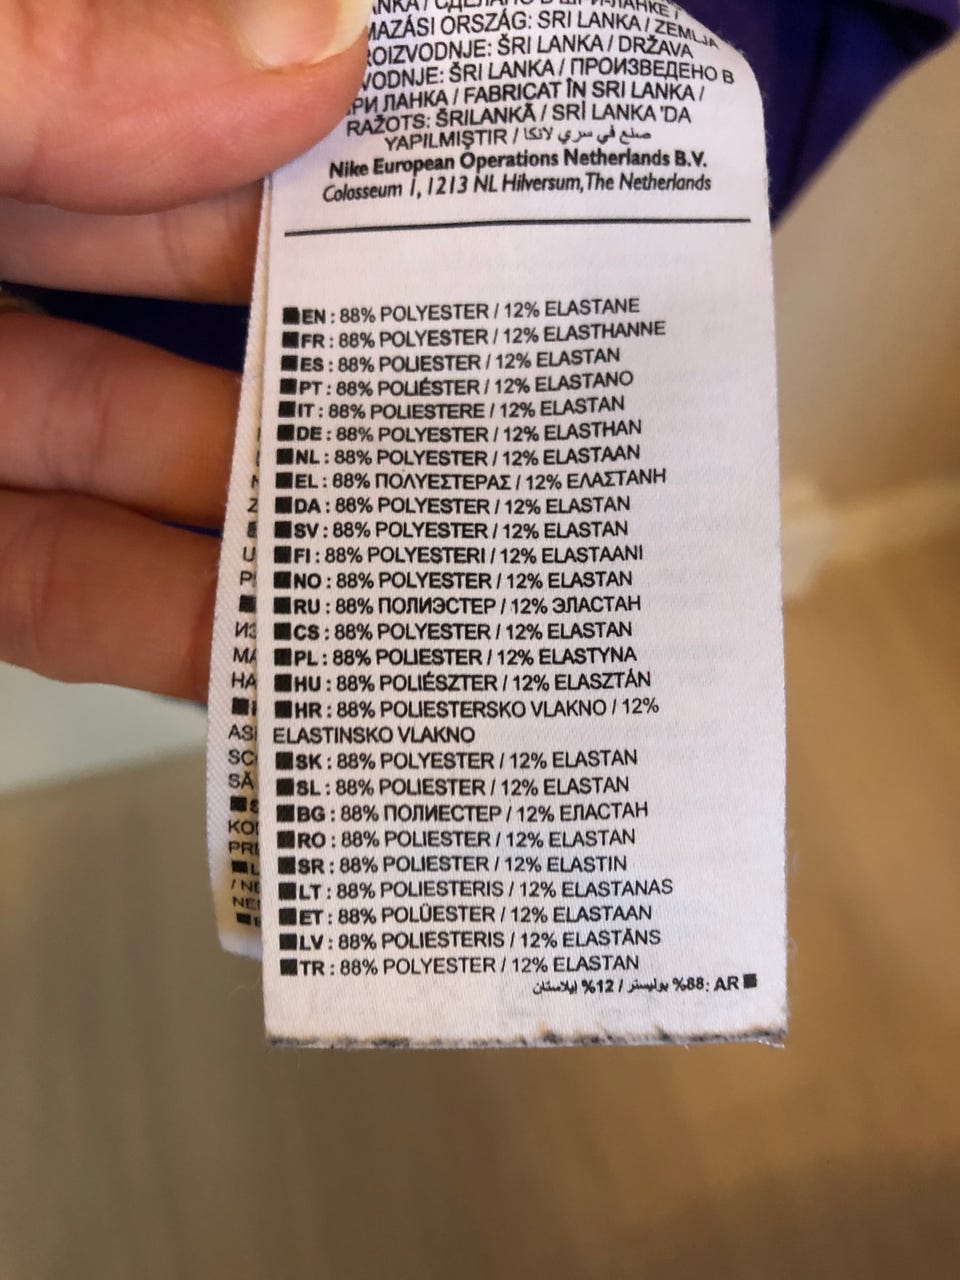 MAZÁSI ORSZÁG: SRI LANKA / ZEMLJA
ROIZVODNJE: ŠRI LANKA / DRŽAVA
VODNJE: ŠRI LANKA / ПРОИЗВЕДЕНО В
РИ ЛАНКА / FABRICAT ÎN SRI LANKA /
RAŽOTS: ŠRILANKĀ / SRİ LANKA 'DA
YAPILMIŞTIR / صنع في سري لانكا
Nike European Operations Netherlands B.V.
Colosseum 1, 1213 NL Hilversum, The Netherlands
EN : 88% POLYESTER / 12% ELASTANE
FR : 88% POLYESTER / 12% ELASTHANNE
ES : 88% POLIESTER / 12% ELASTAN
PT : 88% POLIÉSTER / 12% ELASTANO
IT : 88% POLIESTERE / 12% ELASTAN
DE : 88% POLYESTER / 12% ELASTHAN
NL : 88% POLYESTER / 12% ELASTAAN
EL : 88% ΠΟΛΥΕΣΤΕΡΑΣ / 12% ΕΛΑΣΤΑΝΗ
DA : 88% POLYESTER / 12% ELASTAN
SV : 88% POLYESTER / 12% ELASTAN
FI : 88% POLYESTERI / 12% ELASTAANI
NO : 88% POLYESTER / 12% ELASTAN
RU : 88% ПОЛИЭСТЕР / 12% ЭЛАСТАН
CS : 88% POLYESTER / 12% ELASTAN
PL : 88% POLIESTER / 12% ELASTYNA
HU : 88% POLIÉSZTER / 12% ELASZTÁN
HR : 88% POLIESTERSKO VLAKNO / 12%
ELASTINSKO VLAKNO
SK : 88% POLYESTER / 12% ELASTAN
SL : 88% POLIESTER / 12% ELASTAN
BG : 88% ПОЛИЕСТЕР / 12% ЕЛАСТАН
RO : 88% POLIESTER / 12% ELASTAN
SR : 88% POLIESTER / 12% ELASTIN
LT : 88% POLIESTERIS / 12% ELASTANAS
ET : 88% POLÜESTER / 12% ELASTAAN
LV : 88% POLIESTERIS / 12% ELASTĀNS
TR : 88% POLYESTER / 12% ELASTAN
AR :88% بوليستر / 12% إيلاستان